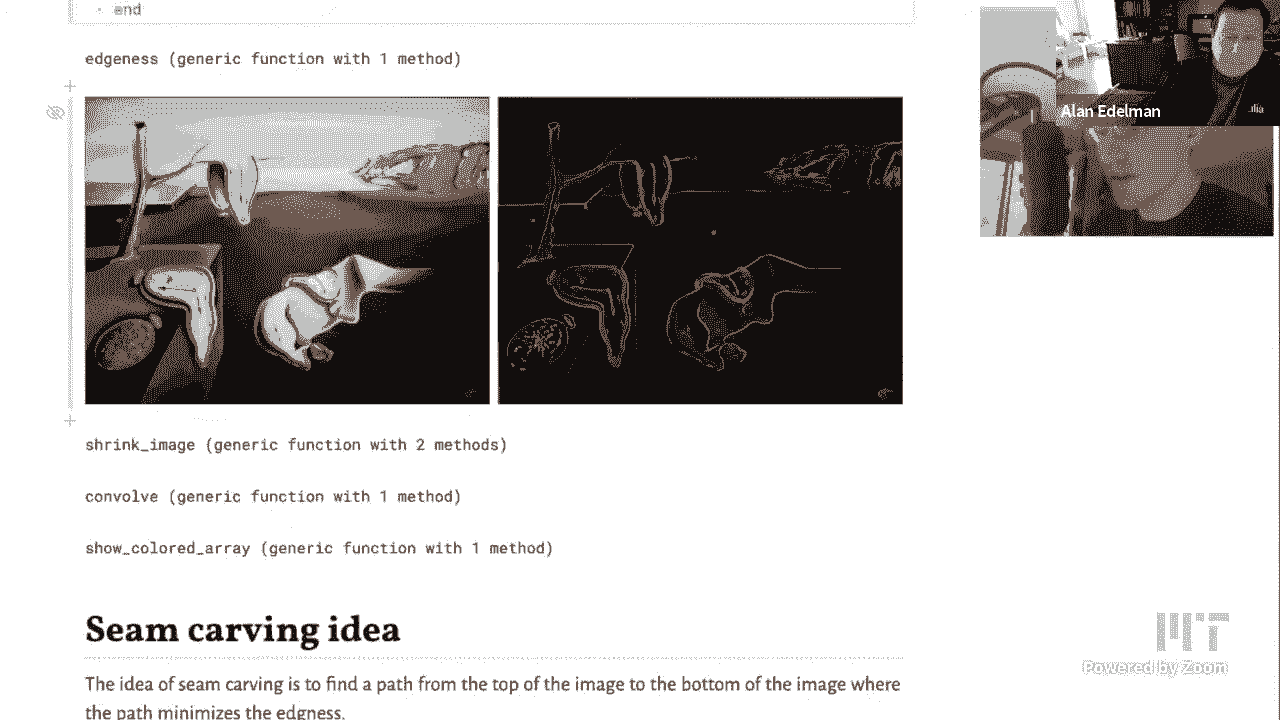 end
edgeness (generic function with 1 method)
Alan Edelman
shrink_image (generic function with 2 methods)
convolve (generic function with 1 method)
show_colored_array (generic function with 1 method)
Seam carving idea
The idea of seam carving is to find a path from the top of the image to the bottom of the image where
the path minimizes the edgness.
MIT
Powered by Zoom